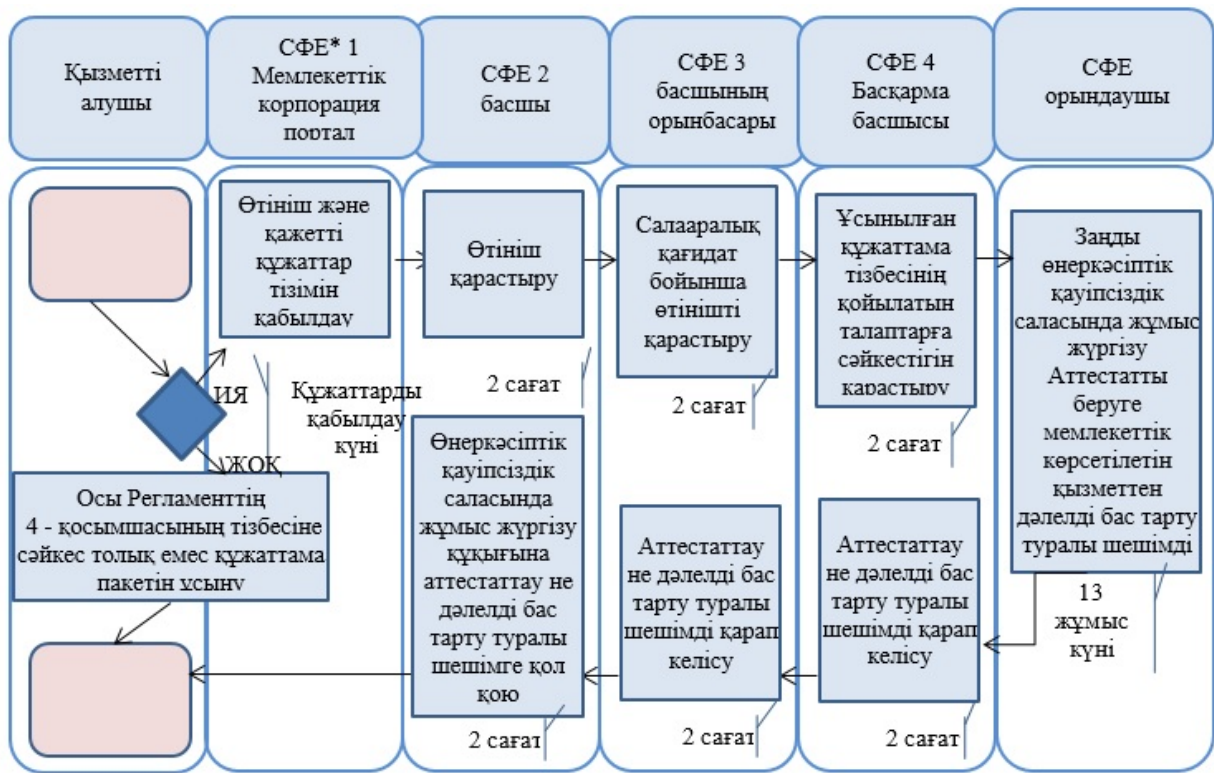 Қызметті
алушы
СФЕ* 1
Мемлекеттік
корпорация
портал
СФЕ 2
басшы
СФЕ 3
басшының
орынбасары
СФЕ 4
Басқарма
басшысы
СФЕ
орындаушы
Өтініш және
қажетті
құжаттар
тізімін
қабылдау
Өтініш
қарастыру
Салааралық
қағидат
бойынша
өтінішті
қарастыру
Ұсынылған
құжаттама
тізбесінің
қойылатын
талаптарға
сәйкестігін
қарастыру
Заңды
өнеркәсіптік
қауіпсіздік
саласында жұмыс
жүргізу
Аттестатты
беруге
мемлекеттік
көрсетілетін
қызметтен
дәлелді бас тарту
туралы шешімді
ИЯ
Құжаттарды
қабылдау
күні
2 сағат
2 сағат
2 сағат
ЖОҚ
Осы Регламенттің
4 - қосымшасының тізбесіне
сәйкес толық емес құжаттама
пакетін ұсыну
Өнеркәсіптік
қауіпсіздік
саласында
жұмыс жүргізу
құқығына
аттестаттау не
дәлелді бас
тарту туралы
шешімге қол
қою
Аттестаттау
не дәлелді бас
тарту туралы
шешімді қарап
келісу
Аттестаттау
не дәлелді бас
тарту туралы
шешімді қарап
келісу
13
жұмыс
күні
2 сағат
2 сағат
2 сағат